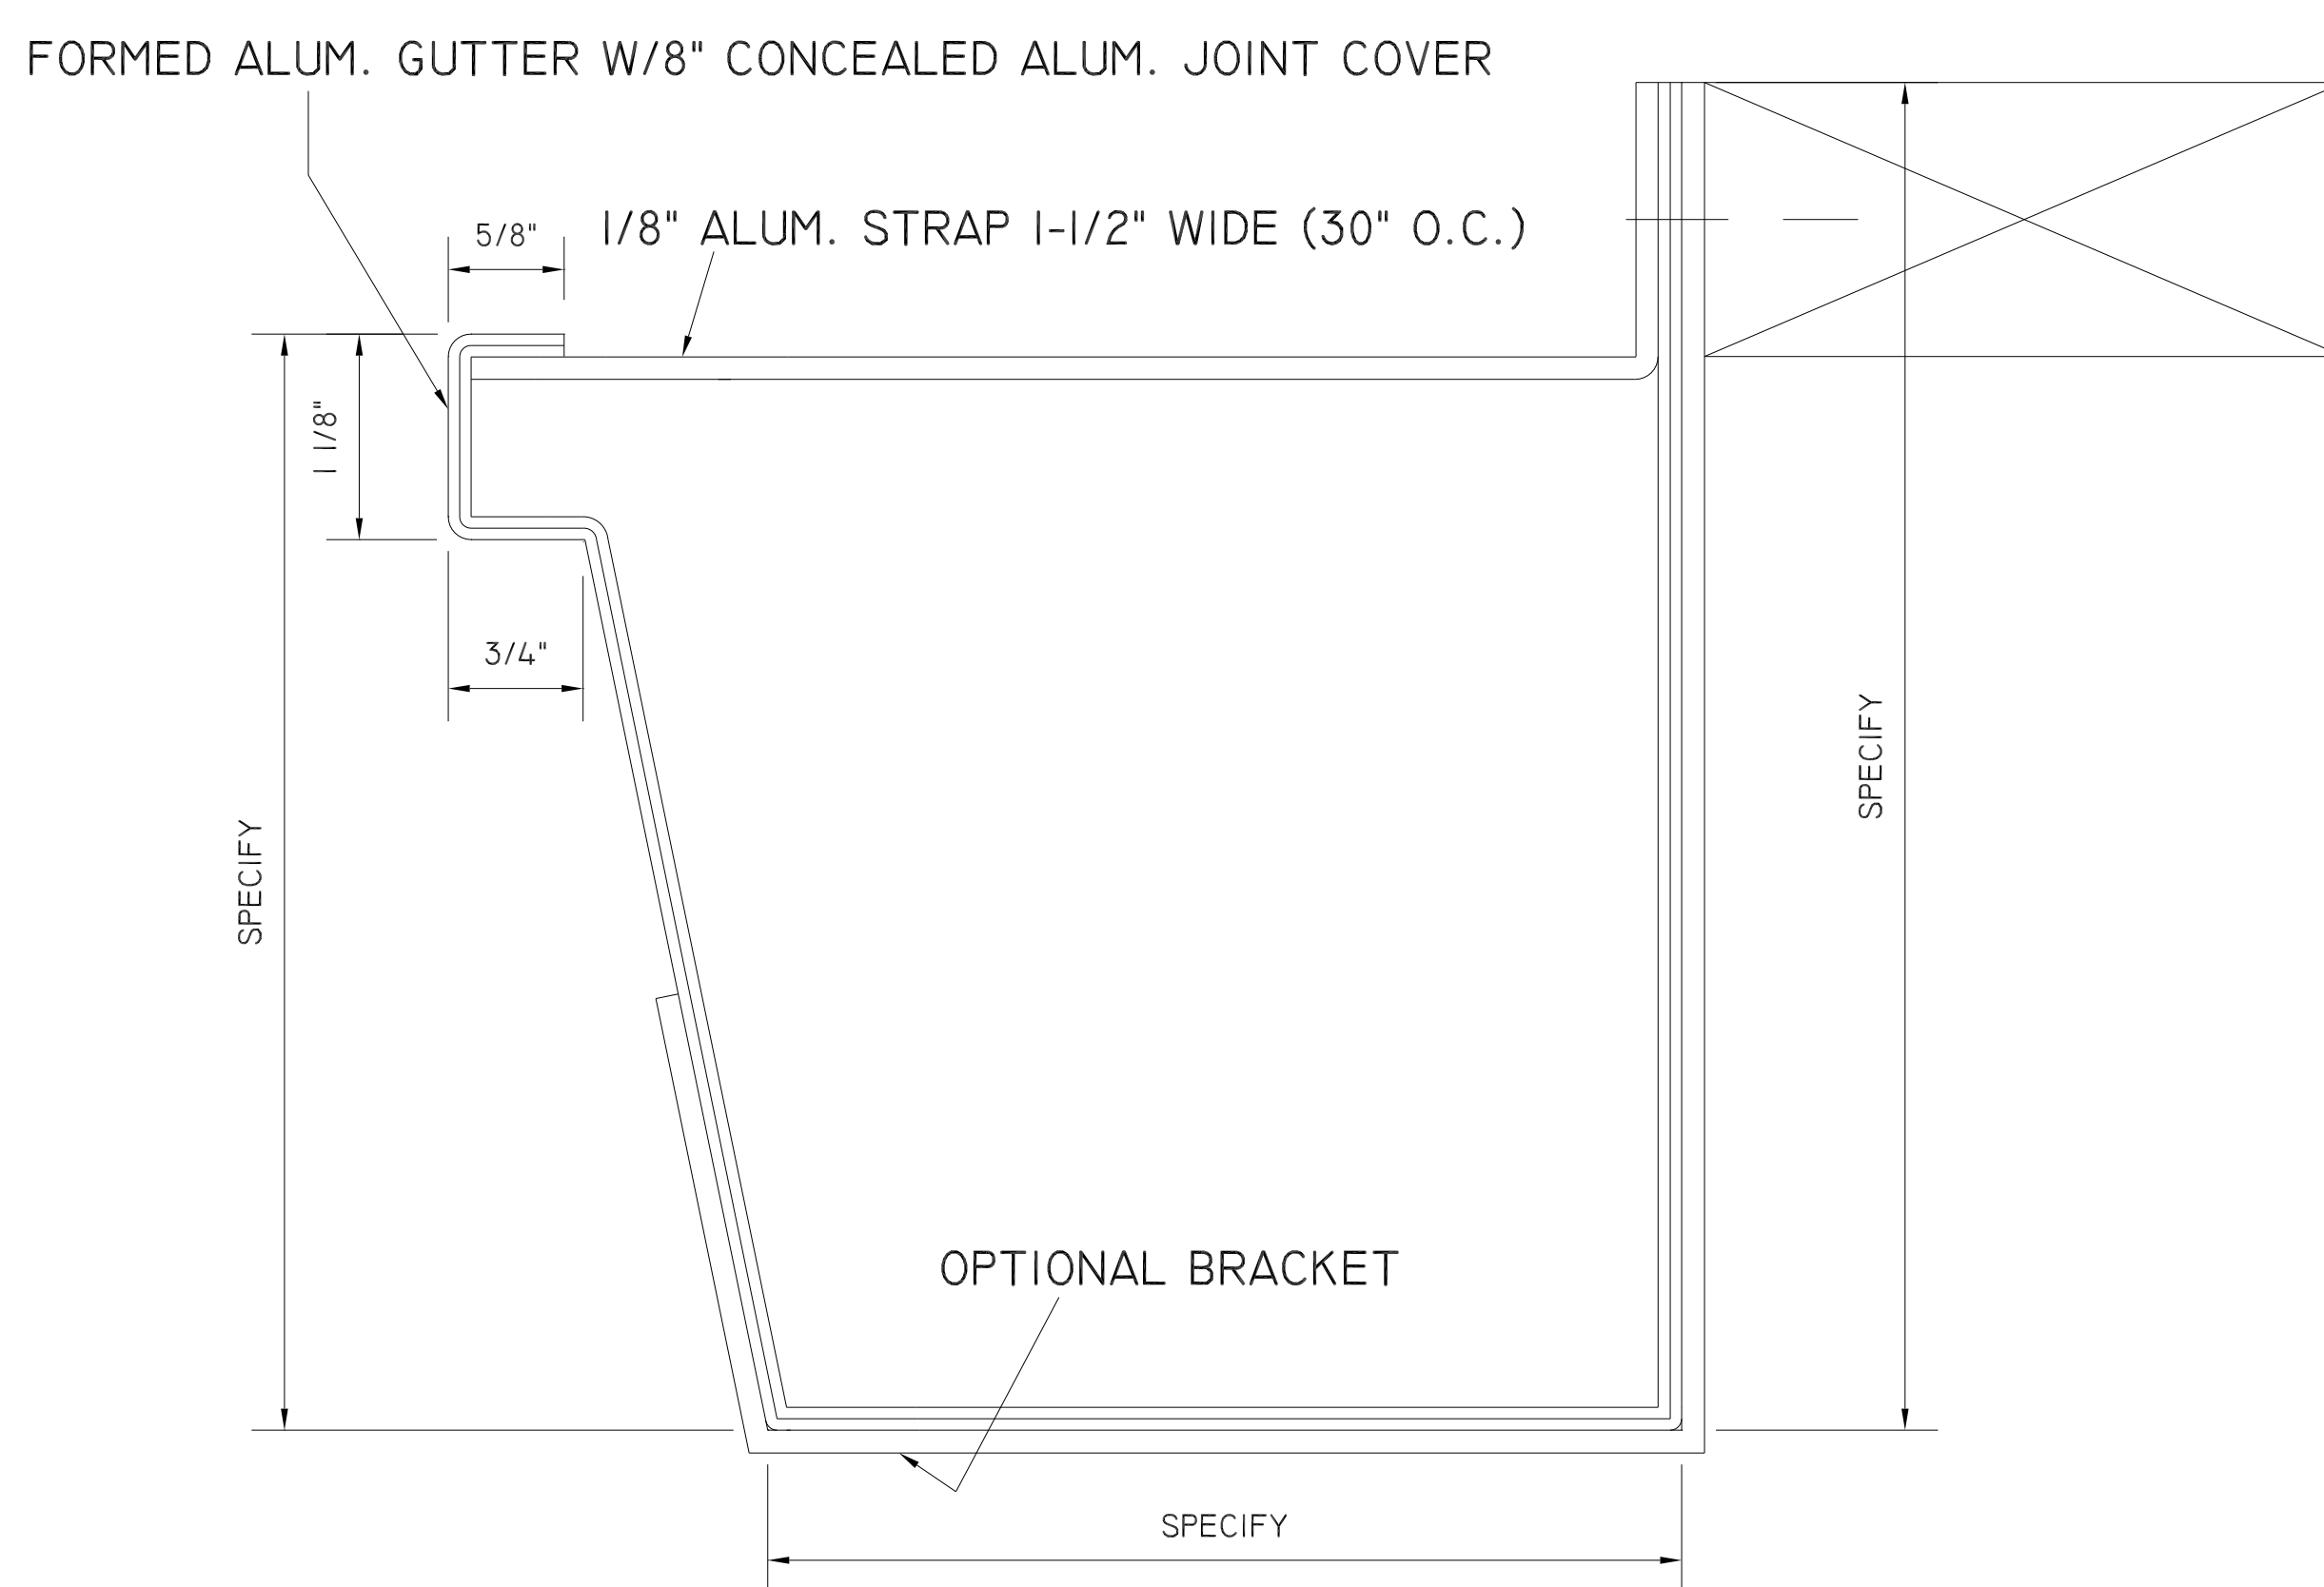 FORMED ALUM. GUTTER W/8" CONCEALED ALUM. JOINT COVER
1/8" ALUM. STRAP 1-1/2" WIDE (30" O.C.)
5/8"
1 1/8"
3/4"
SPECIFY
SPECIFY
OPTIONAL BRACKET
SPECIFY